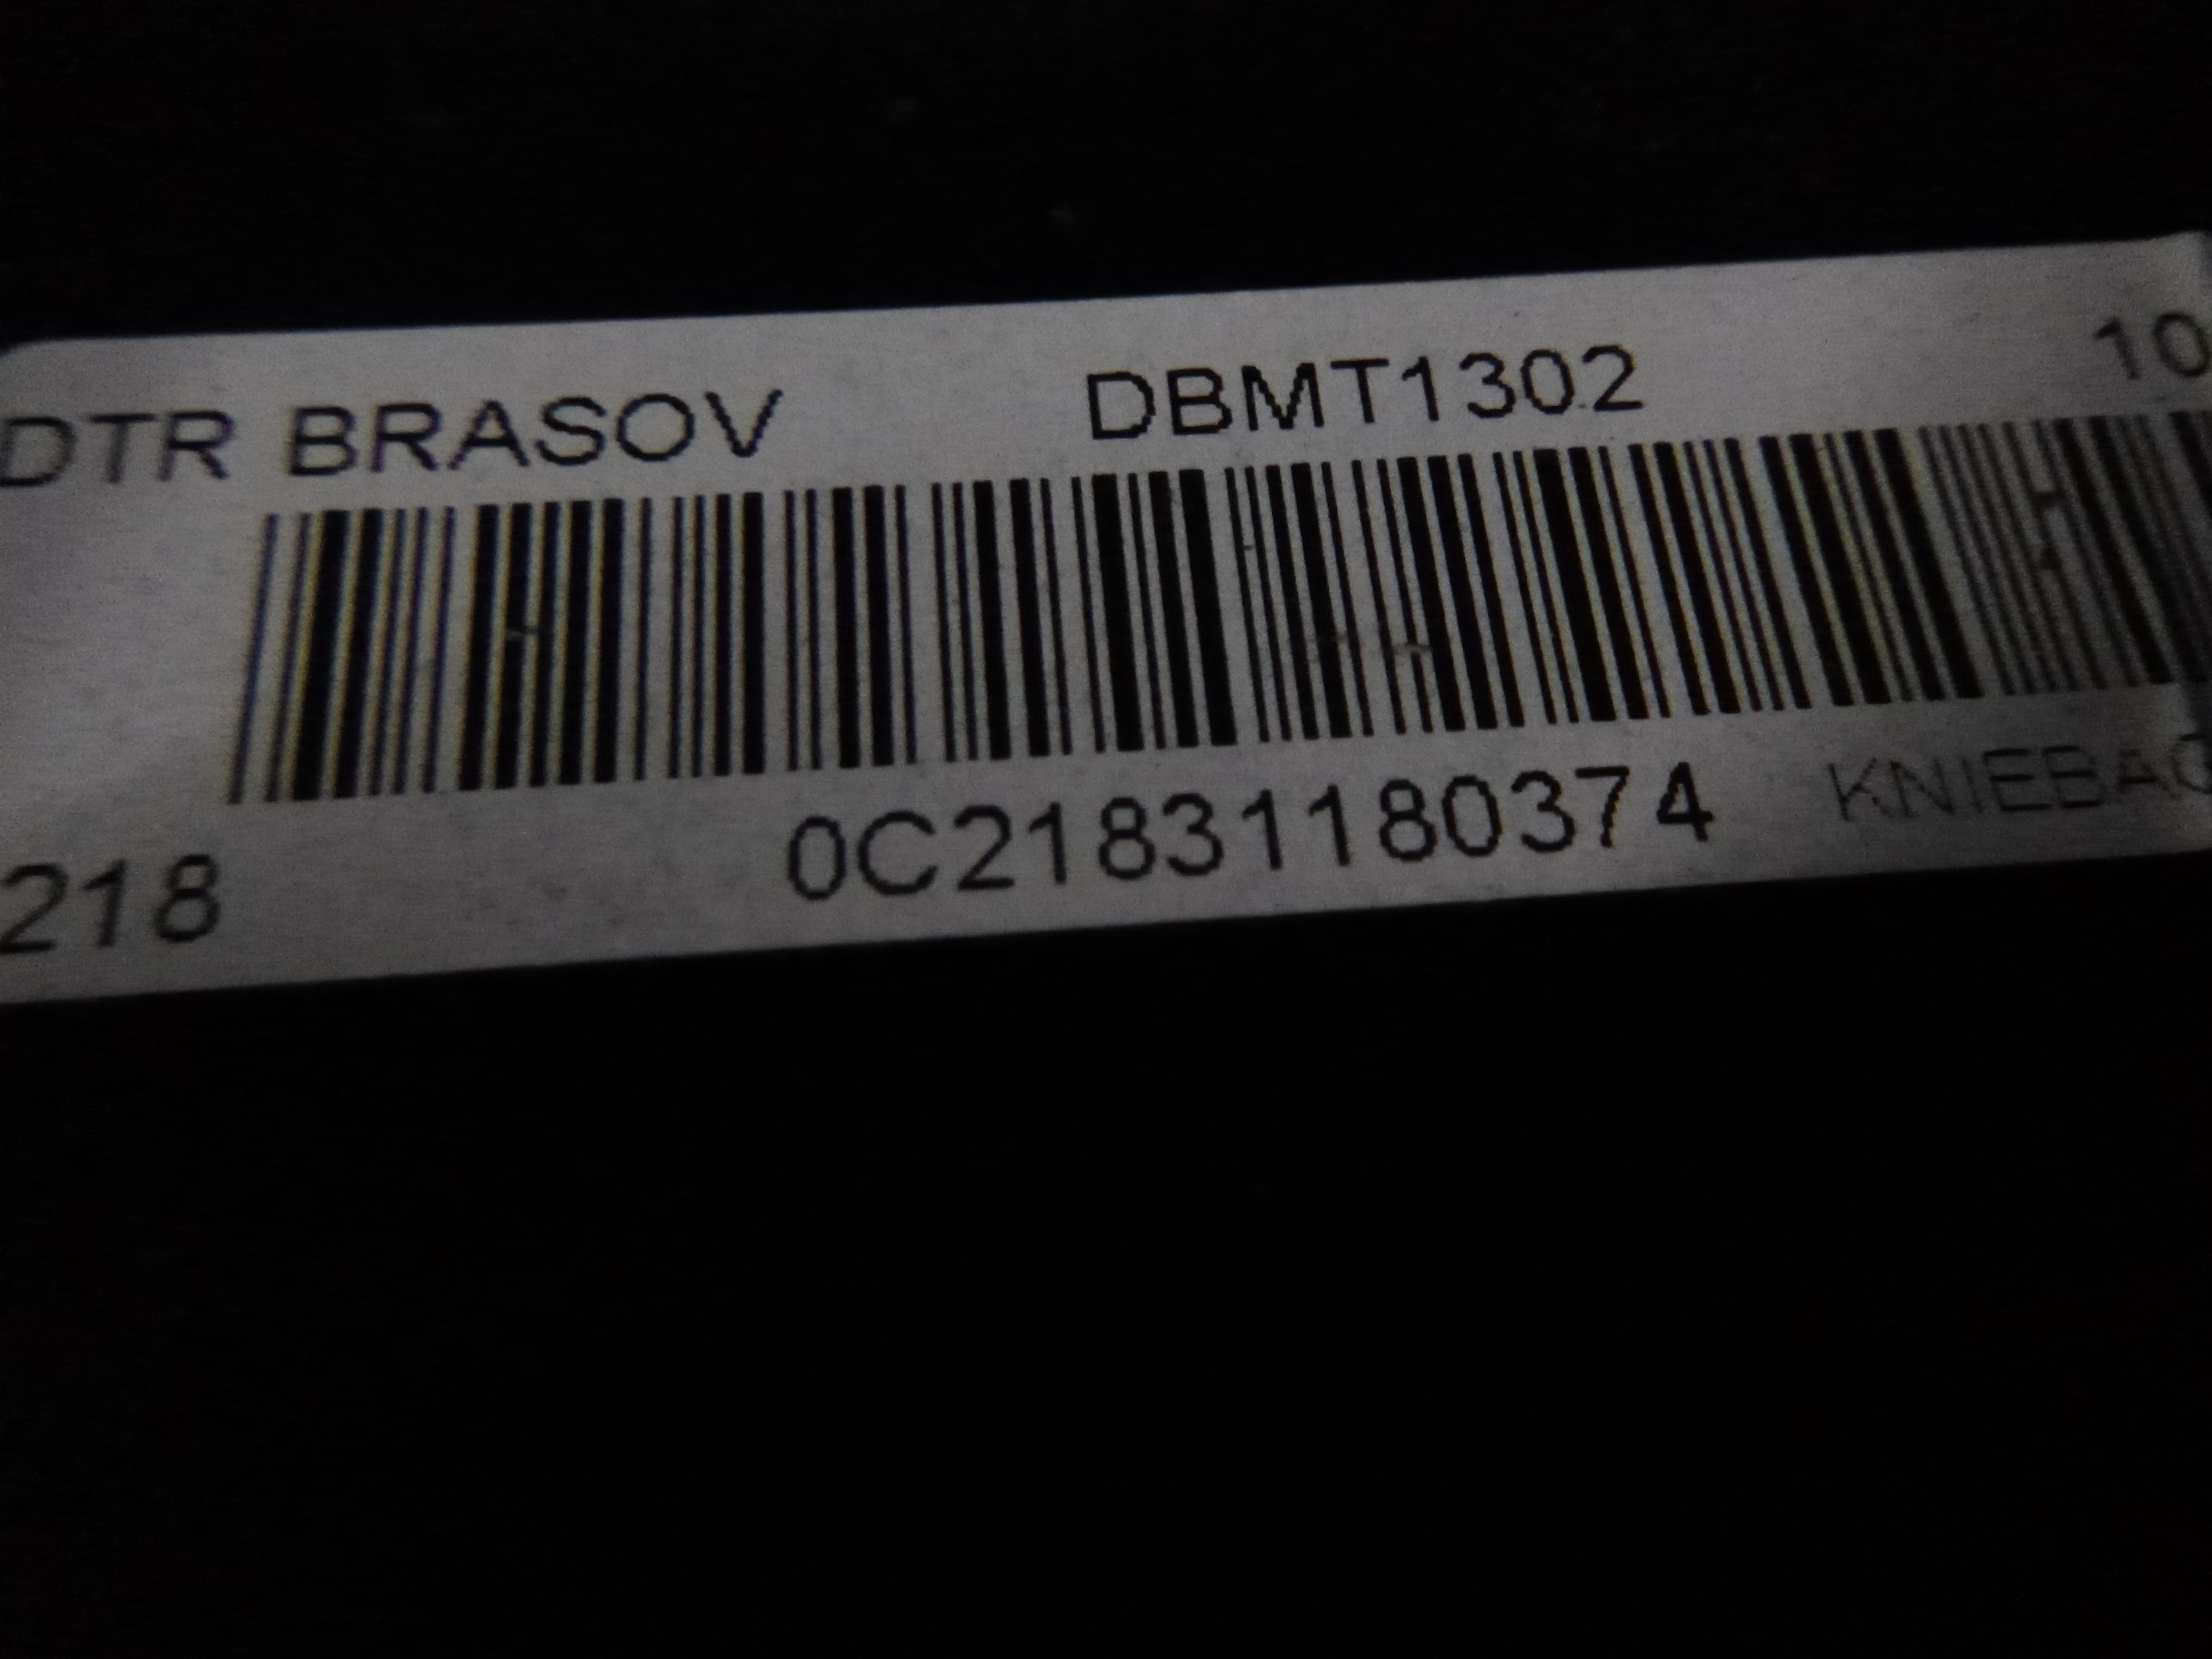 DTR BRASOV DBMT1302 10
218 0C21831180374 KNIEBAG